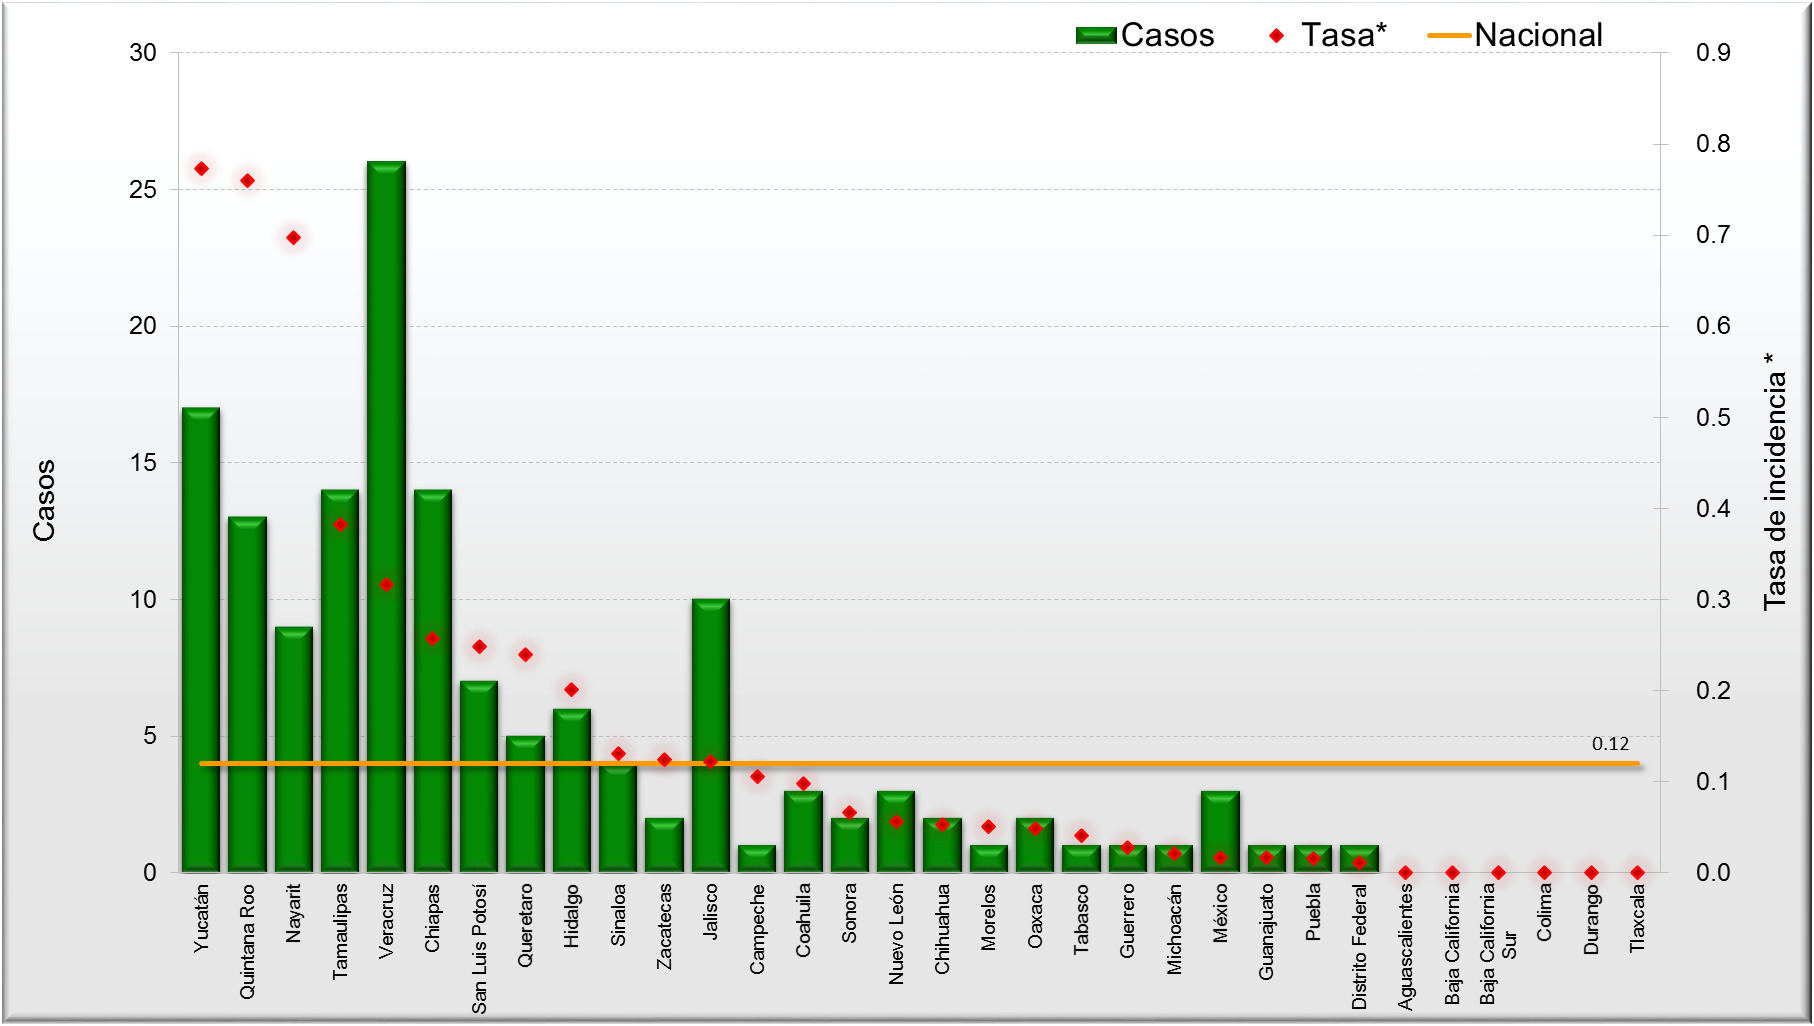 Casos
Tasa*
Nacional
30
25
20
15
10
5
0
Casos
0.9
0.8
0.7
0.6
0.5
0.4
0.3
0.2
0.1
0.0
Tasa de incidencia *
0.12
Yucatán
Quintana Roo
Nayarit
Tamaulipas
Veracruz
Chiapas
San Luis Potosí
Queretaro
Hidalgo
Sinaloa
Zacatecas
Jalisco
Campeche
Coahuila
Sonora
Nuevo León
Chihuahua
Morelos
Oaxaca
Tabasco
Guerrero
Michoacán
México
Guanajuato
Puebla
Distrito Federal
Aguascalientes
Baja California
Baja California
Sur
Colima
Durango
Tlaxcala